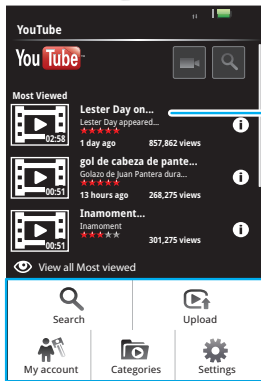 YouTube
You Tube
Most Viewed
Lester Day on...
Lester Day appeared...
02:58
1 day ago 857,862 views
gol de cabeza de pante...
Golazo de Juan Pantera dura...
00:51
13 hours ago 268,275 views
Inamoment...
Inamoment
00:51
301,275 views
View all Most viewed
Search Upload
My account Categories Settings